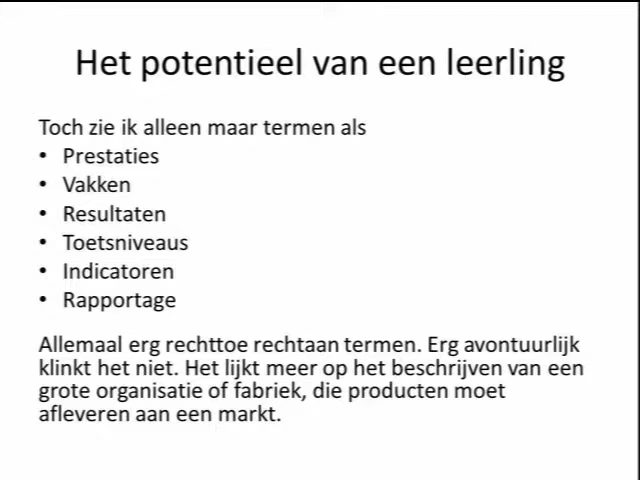 Het potentieel van een leerling
Toch zie ik alleen maar termen als
• Prestaties
• Vakken
• Resultaten
• Toetsniveaus
• Indicatoren
• Rapportage
Allemaal erg rechttoe rechtaan termen. Erg avontuurlijk
klinkt het niet. Het lijkt meer op het beschrijven van een
grote organisatie of fabriek, die producten moet
afleveren aan een markt.